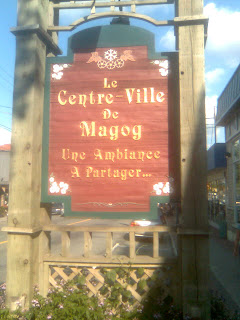 Le
Centre-Ville
De
Magog
Une Ambiance
A Partager...